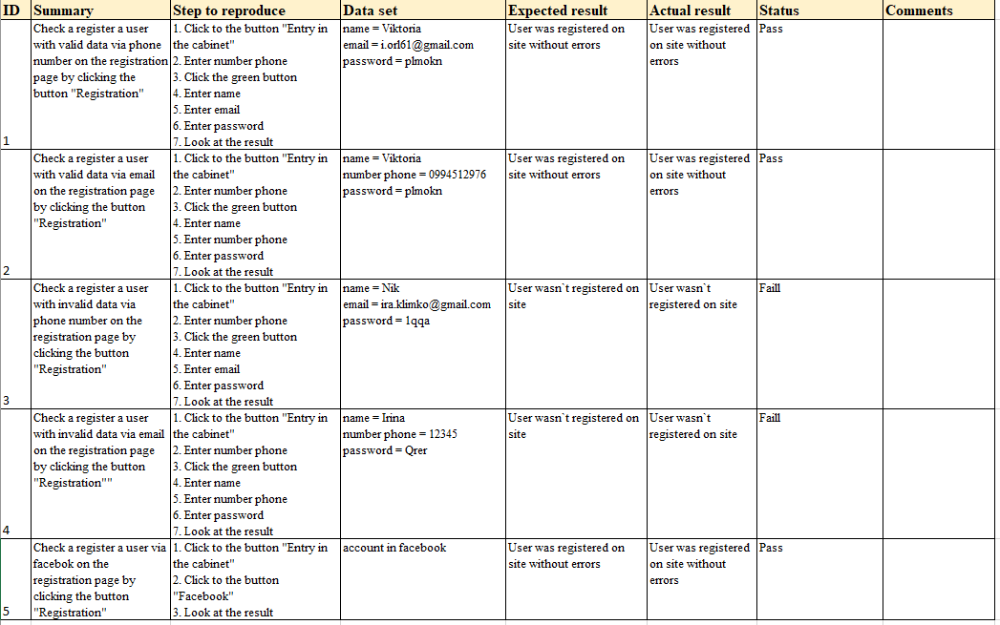 ID Summary Step to reproduce Data set Expected result Actual result Status Comments
1
Check a register a user
with valid data via phone
number on the registration
page by clicking the
button "Registration"
1. Click to the button "Entry in
the cabinet"
2. Enter number phone
3. Click the green button
4. Enter name
5. Enter email
6. Enter password
7. Look at the result
name = Viktoria
email = i.orl61@gmail.com
password = plmokn
User was registered on
site without errors
User was registered
on site without
errors
Pass
2
Check a register a user
with valid data via email
on the registration page
by clicking the button
"Registration"
1. Click to the button "Entry in
the cabinet"
2. Enter number phone
3. Click the green button
4. Enter name
5. Enter number phone
6. Enter password
7. Look at the result
name = Viktoria
number phone = 0994512976
password = plmokn
User was registered on
site without errors
User was registered
on site without
errors
Pass
3
Check a register a user
with invalid data via
phone number on the
registration page by
clicking the button
"Registration"
1. Click to the button "Entry in
the cabinet"
2. Enter number phone
3. Click the green button
4. Enter name
5. Enter email
6. Enter password
7. Look at the result
name = Nik
email = ira.klimko@gmail.com
password = 1qqa
User wasn`t registered on
site
User wasn`t
registered on site
Faill
4
Check a register a user
with invalid data via email
on the registration page
by clicking the button
"Registration""
1. Click to the button "Entry in
the cabinet"
2. Enter number phone
3. Click the green button
4. Enter name
5. Enter number phone
6. Enter password
7. Look at the result
name = Irina
number phone = 12345
password = Qrer
User wasn`t registered on
site
User wasn`t
registered on site
Faill
5
Check a register a user via
facebok on the
registration page by
clicking the button
"Registration"
1. Click to the button "Entry in
the cabinet"
2. Click to the button
"Facebook"
3. Look at the result
account in facebook
User was registered on
site without errors
User was registered
on site without
errors
Pass